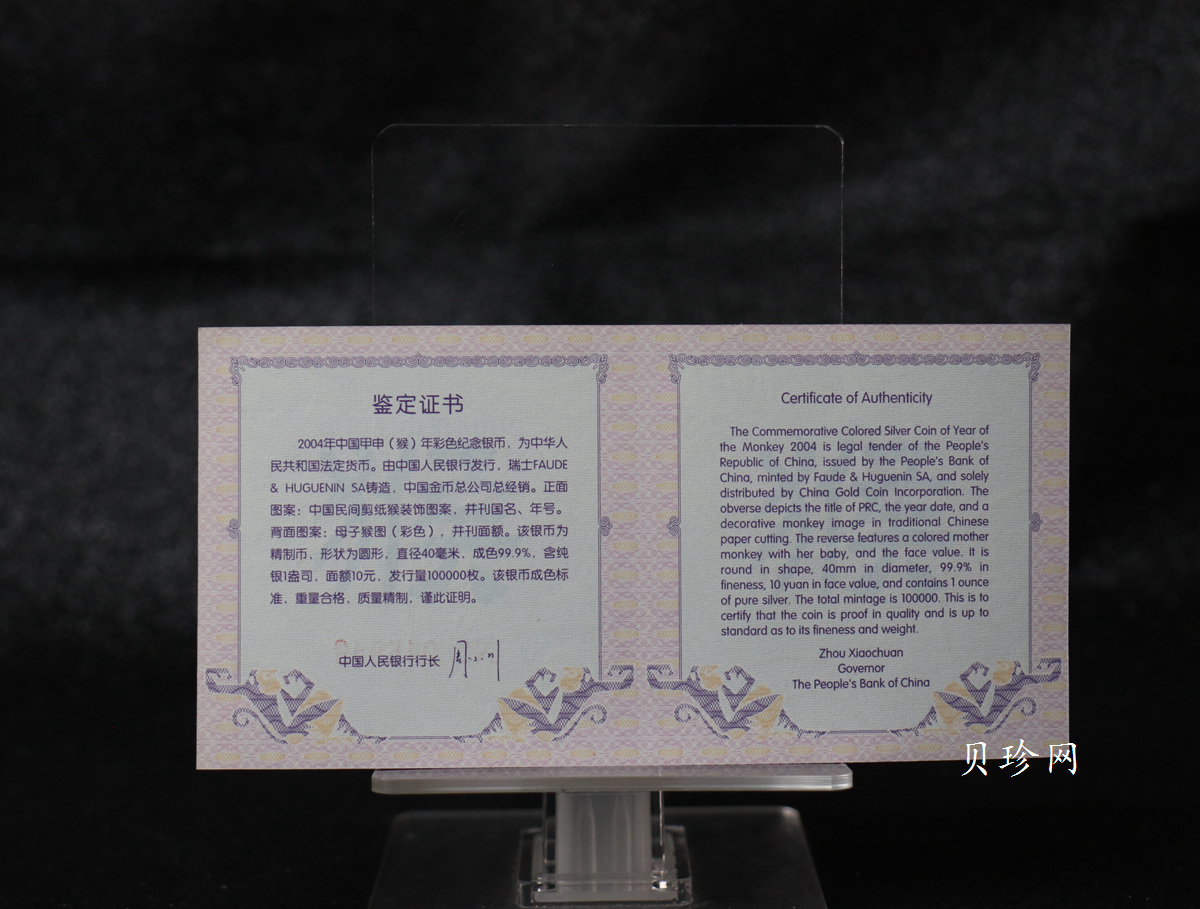 鉴定证书
2004年中国甲申（猴）年彩色纪念银币，为中华人
民共和国法定货币。由中国人民银行发行，瑞士FAUDE
& HUGUENIN SA铸造，中国金币总公司总经销。正面
图案：中国民间剪纸猴装饰图案，并刊国名、年号。
背面图案：母子猴图（彩色），并刊面额。该银币为
精制币，形状为圆形，直径40毫米，成色99.9%，含纯
银1盎司，面额10元，发行量100000枚。该银币成色标
准，重量合格，质量精制，谨此证明。
中国人民银行行长
Certificate of Authenticity
The Commemorative Colored Silver Coin of Year of
the Monkey 2004 is legal tender of the People's
Republic of China, issued by the People's Bank of
China, minted by Faude & Huguenin SA, and solely
distributed by China Gold Coin Incorporation. The
obverse depicts the title of PRC, the year date, and a
decorative monkey image in traditional Chinese
paper cutting. The reverse features a colored mother
monkey with her baby, and the face value. It is
round in shape, 40mm in diameter, 99.9% in
fineness, 10 yuan in face value, and contains 1 ounce
of pure silver. The total mintage is 100000. This is to
certify that the coin is proof in quality and is up to
standard as to its fineness and weight.
Zhou Xiaochuan
Governor
The People's Bank of China
贝珍网